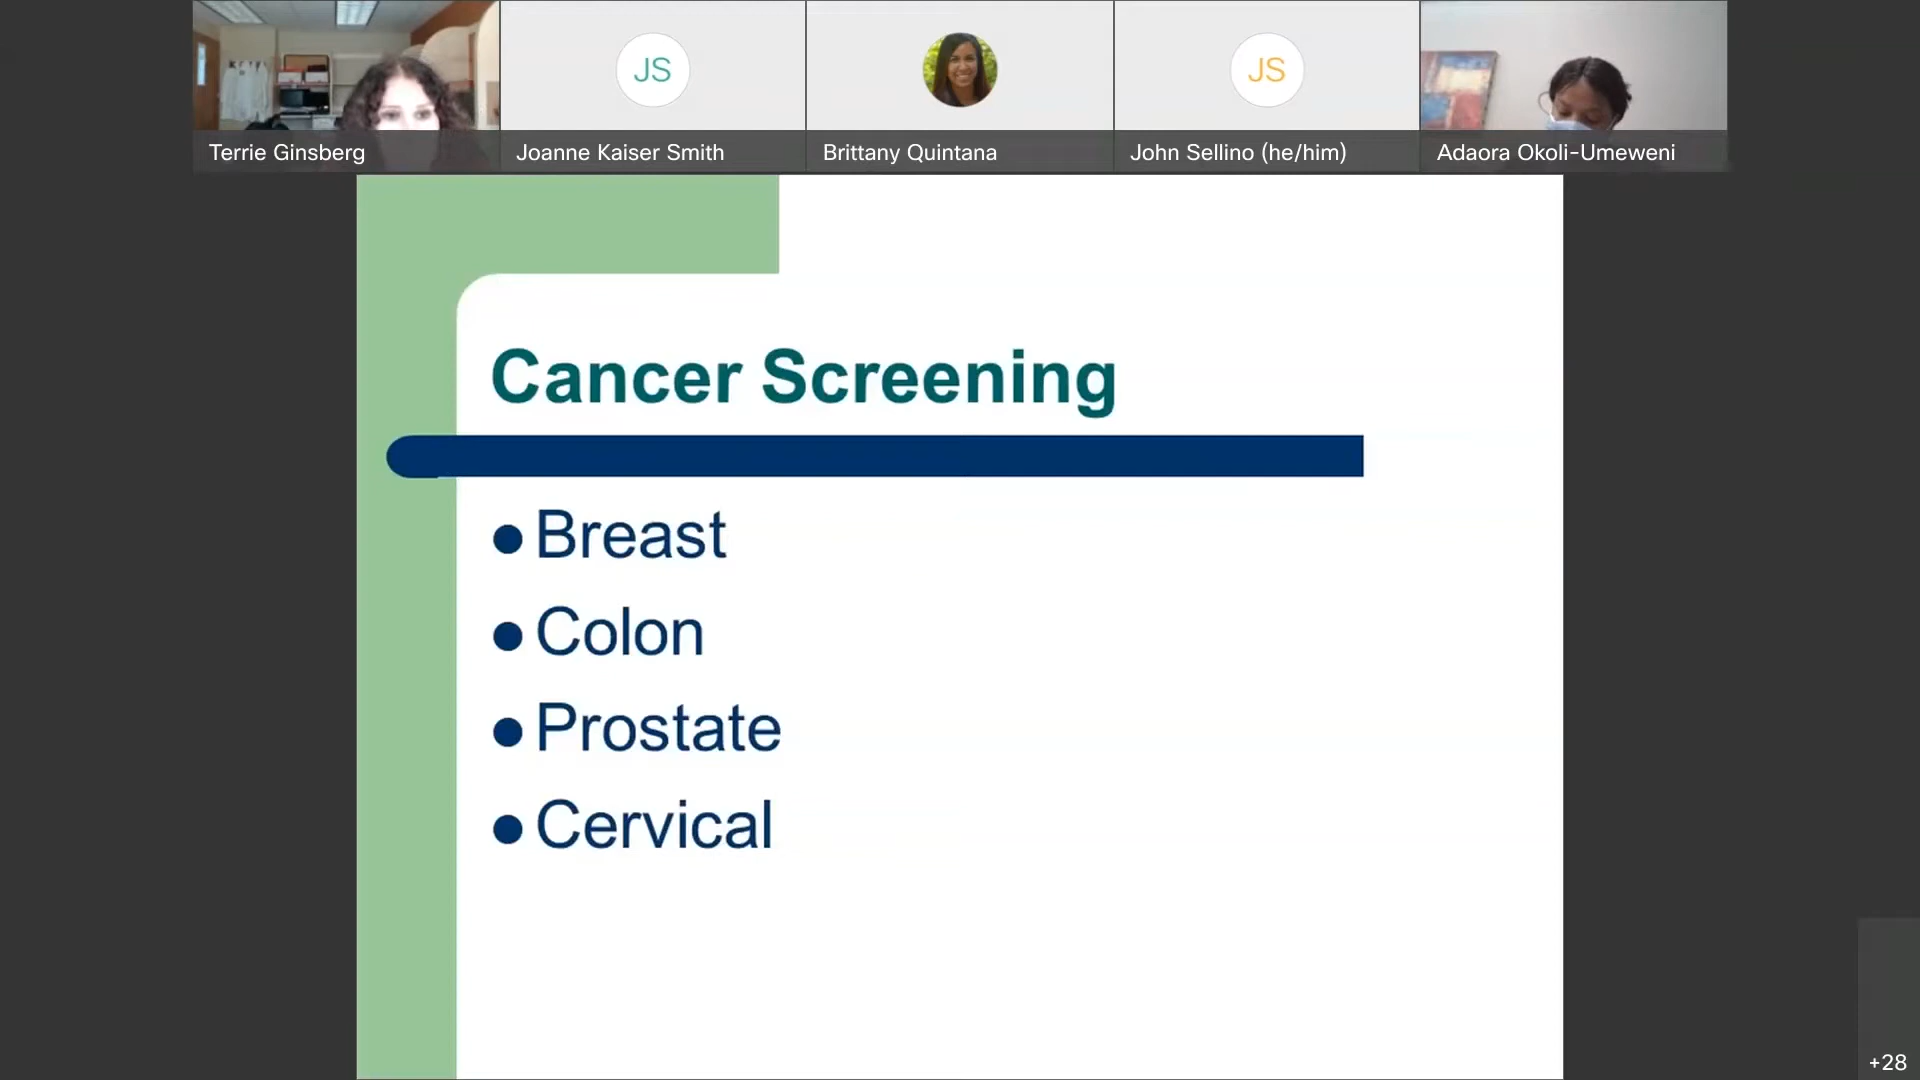 JS
JS
Terrie Ginsberg
Joanne Kaiser Smith
Brittany Quintana
John Sellino (he/him)
Adaora Okoli-Umeweni
Cancer Screening
● Breast
● Colon
● Prostate
● Cervical
+28